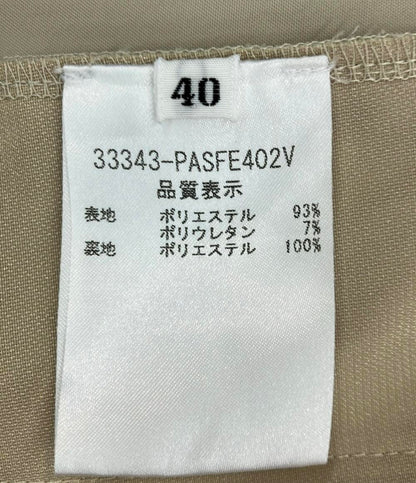 40
33343-PASFE402V
品質表示
表地 ポリエステル 93%
ポリウレタン 7%
裏地 ポリエステル 100%